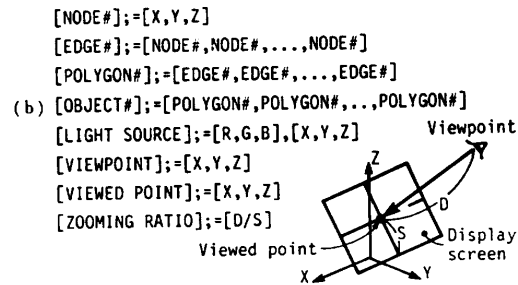 [NODE#];=[X,Y,Z]
[EDGE#];=[NODE#,NODE#,...,NODE#]
[POLYGON#];=[EDGE#,EDGE#,...,EDGE#]
(b) [OBJECT#];=[POLYGON#,POLYGON#,..,POLYGON#]
[LIGHT SOURCE];=[R,G,B],[X,Y,Z]
[VIEWPOINT];=[X,Y,Z]
[VIEWED POINT];=[X,Y,Z]
[ZOOMING RATIO];=[D/S]
Viewpoint
Z
D
S
Viewed point
Display
screen
X
Y